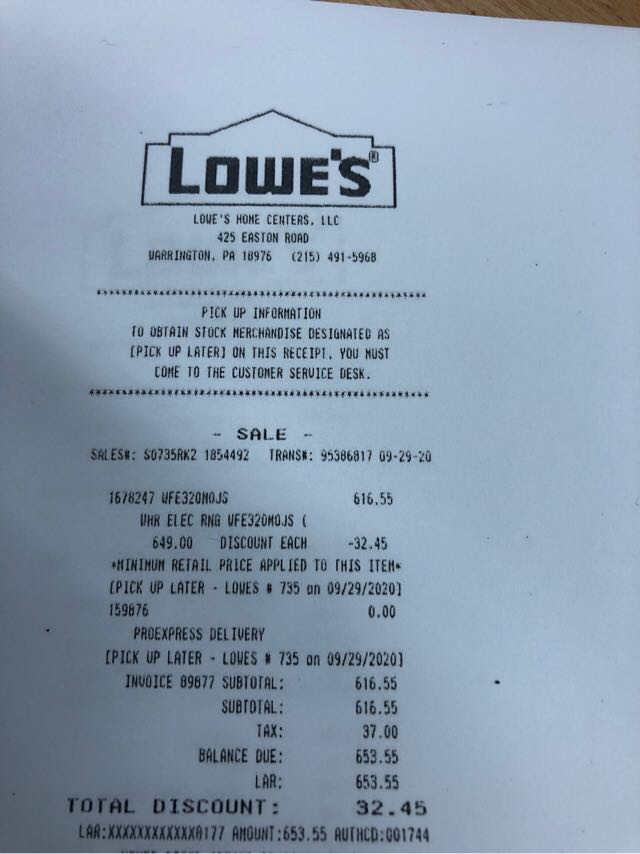 LOWE'S®
LOWE'S HOME CENTERS, LLC
425 EASTON ROAD
WARRINGTON, PA 18976 (215) 491-5968
PICK UP INFORMATION
TO OBTAIN STOCK MERCHANDISE DESIGNATED AS
[PICK UP LATER] ON THIS RECEIPT, YOU MUST
COME TO THE CUSTOMER SERVICE DESK.
- SALE -
SALES#: S0735RK2 1854492 TRANS#: 95386817 09-29-20
1678247 WFE320M0JS 616.55
WHR ELEC RNG WFE320M0JS (
649.00 DISCOUNT EACH -32.45
*MINIMUM RETAIL PRICE APPLIED TO THIS ITEM*
[PICK UP LATER - LOWES # 735 on 09/29/2020]
159876 0.00
PROEXPRESS DELIVERY
[PICK UP LATER - LOWES # 735 on 09/29/2020]
INVOICE 89877 SUBTOTAL: 616.55
SUBTOTAL: 616.55
TAX: 37.00
BALANCE DUE: 653.55
LAR: 653.55
TOTAL DISCOUNT: 32.45
LAR:XXXXXXXXXXXX8177 AMOUNT:653.55 AUTHCD:001744